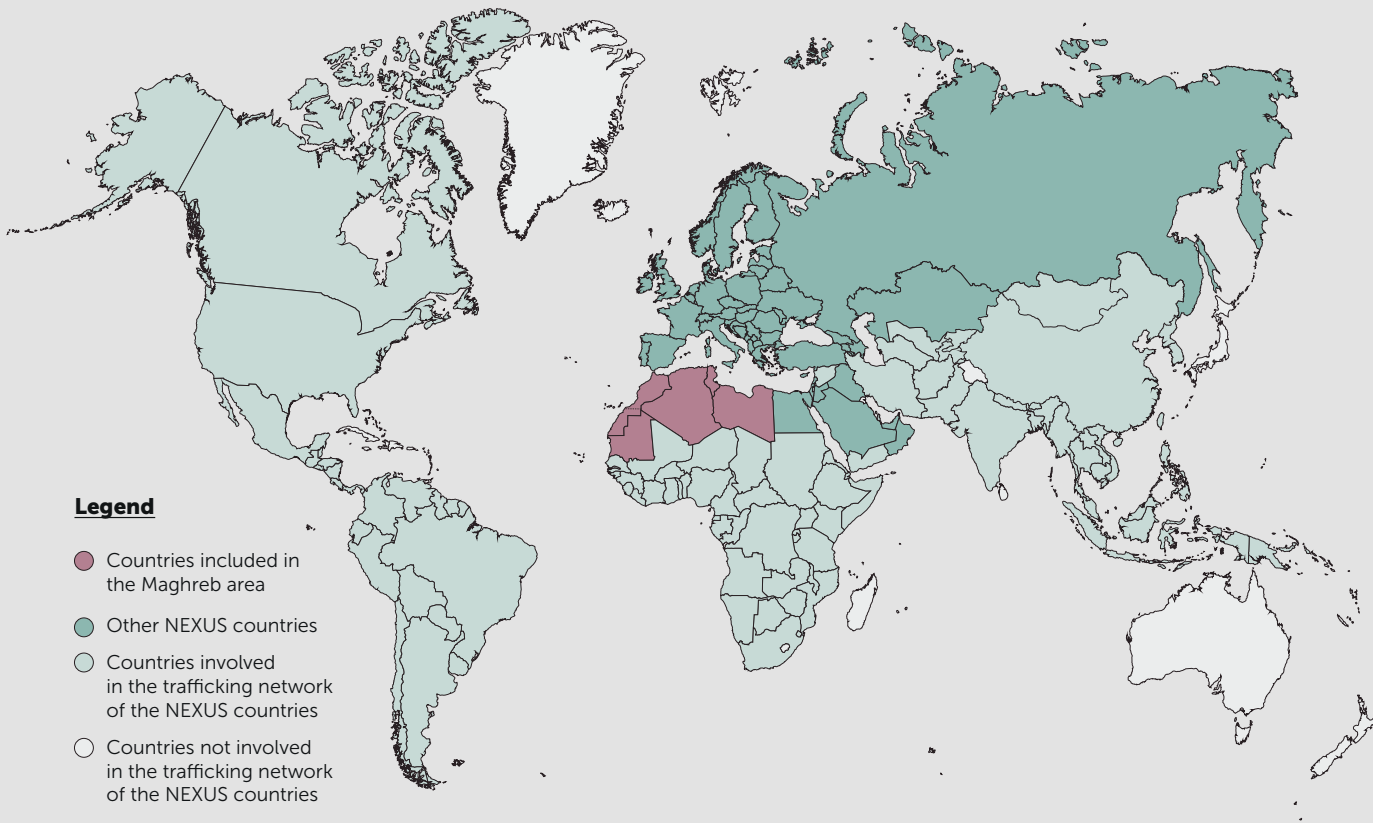 Legend
Countries included in
the Maghreb area
Other NEXUS countries
Countries involved
in the trafficking network
of the NEXUS countries
Countries not involved
in the trafficking network
of the NEXUS countries